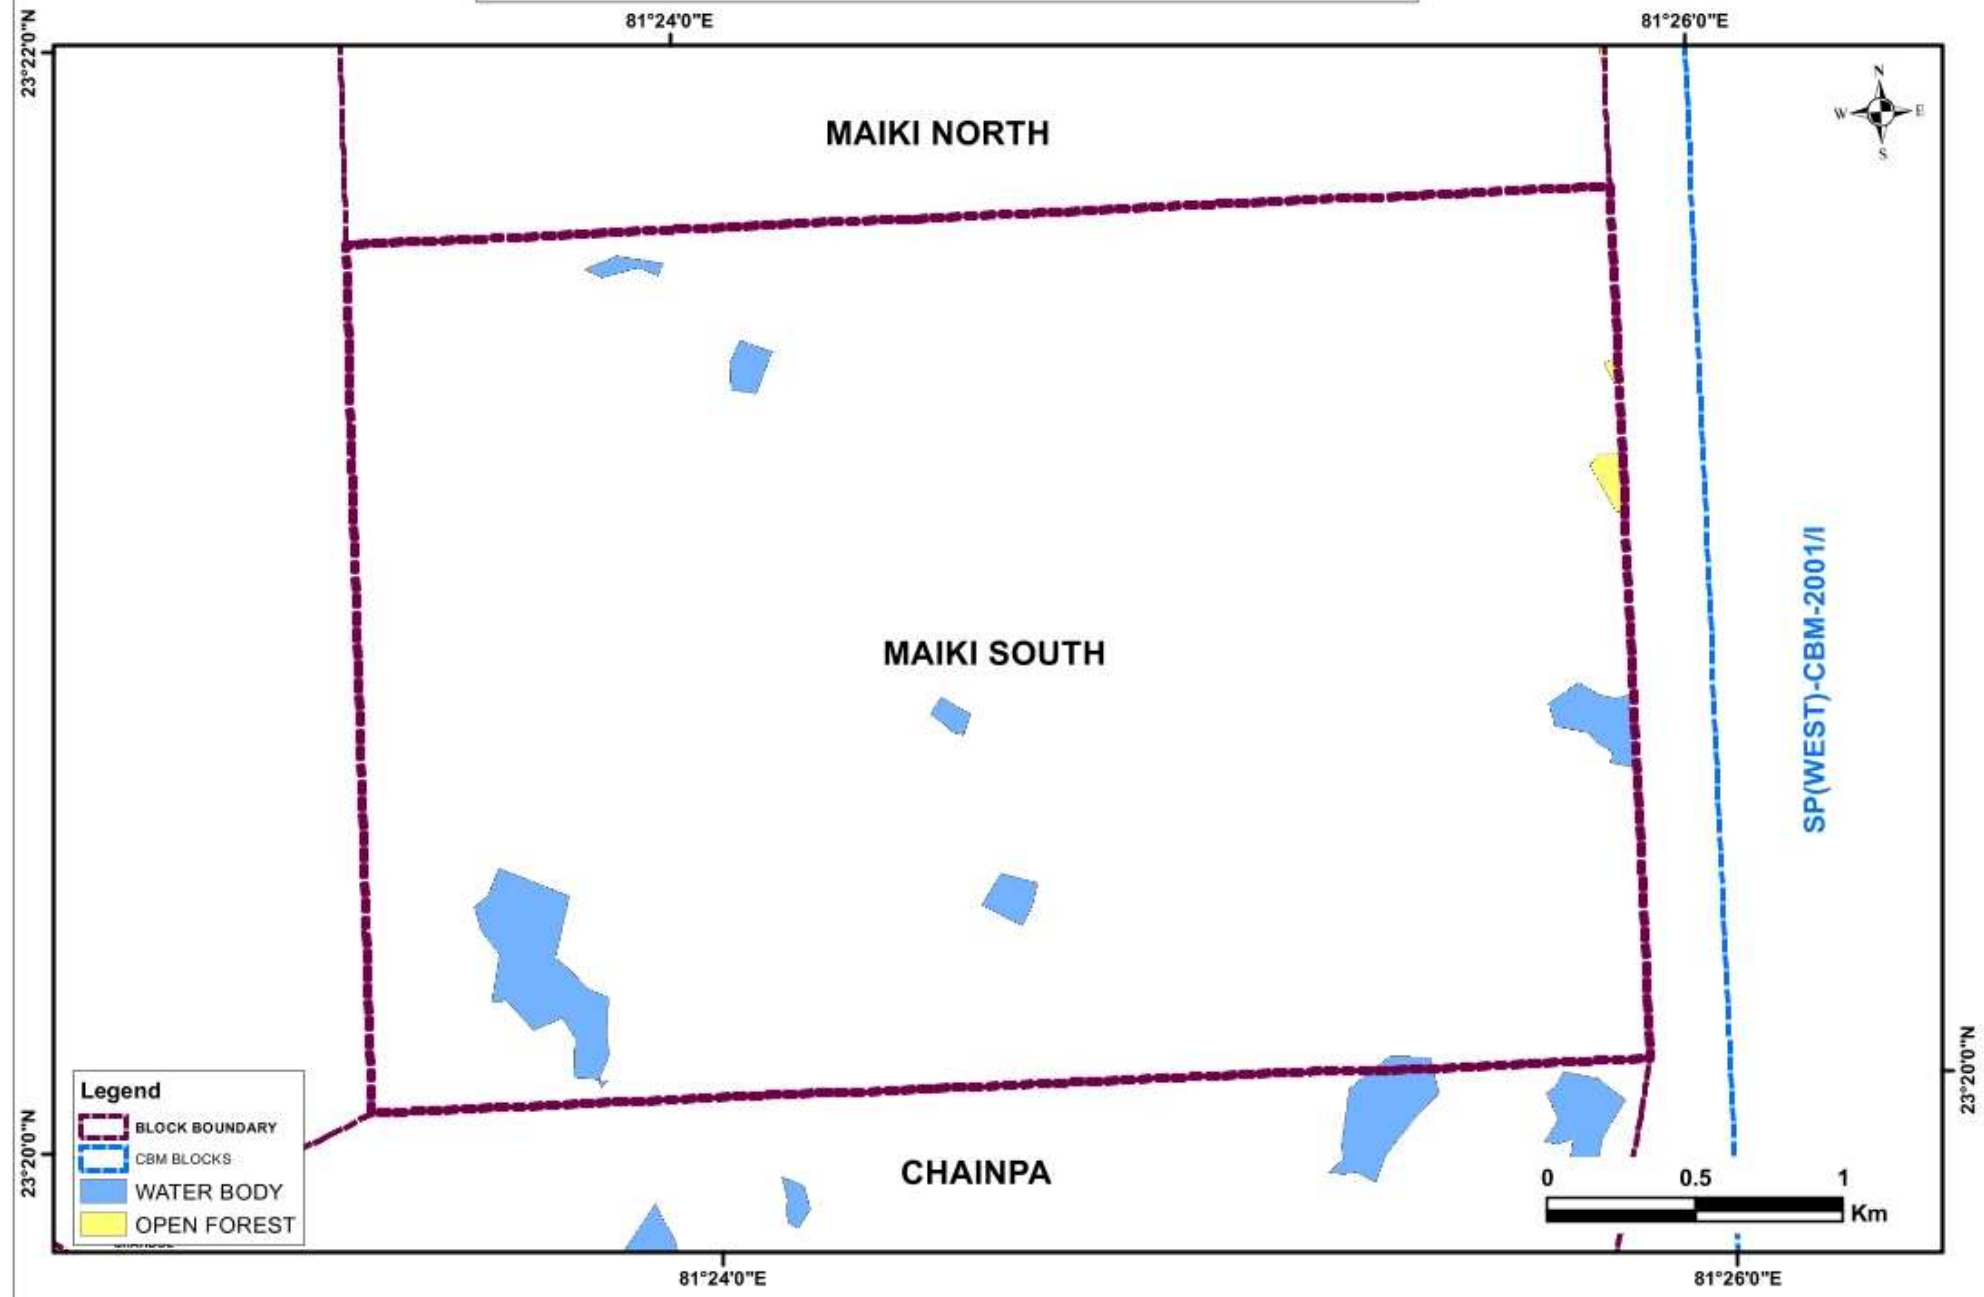 81°24'0"E
81°26'0"E
23°22'0"N
N
W
E
S
MAIKI NORTH
MAIKI SOUTH
SP(WEST)-CBM-2001/I
23°20'0"N
Legend
BLOCK BOUNDARY
CBM BLOCKS
WATER BODY
OPEN FOREST
23°20'0"N
CHAINPA
0 0.5 1
Km
81°24'0"E
81°26'0"E